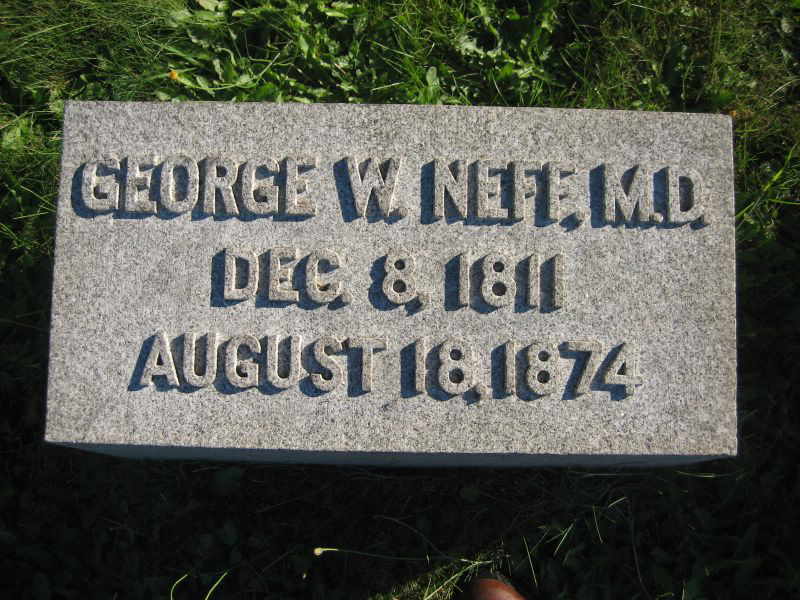 GEORGE W. NEFF, M.D.
DEC. 8, 1811
AUGUST 18, 1874